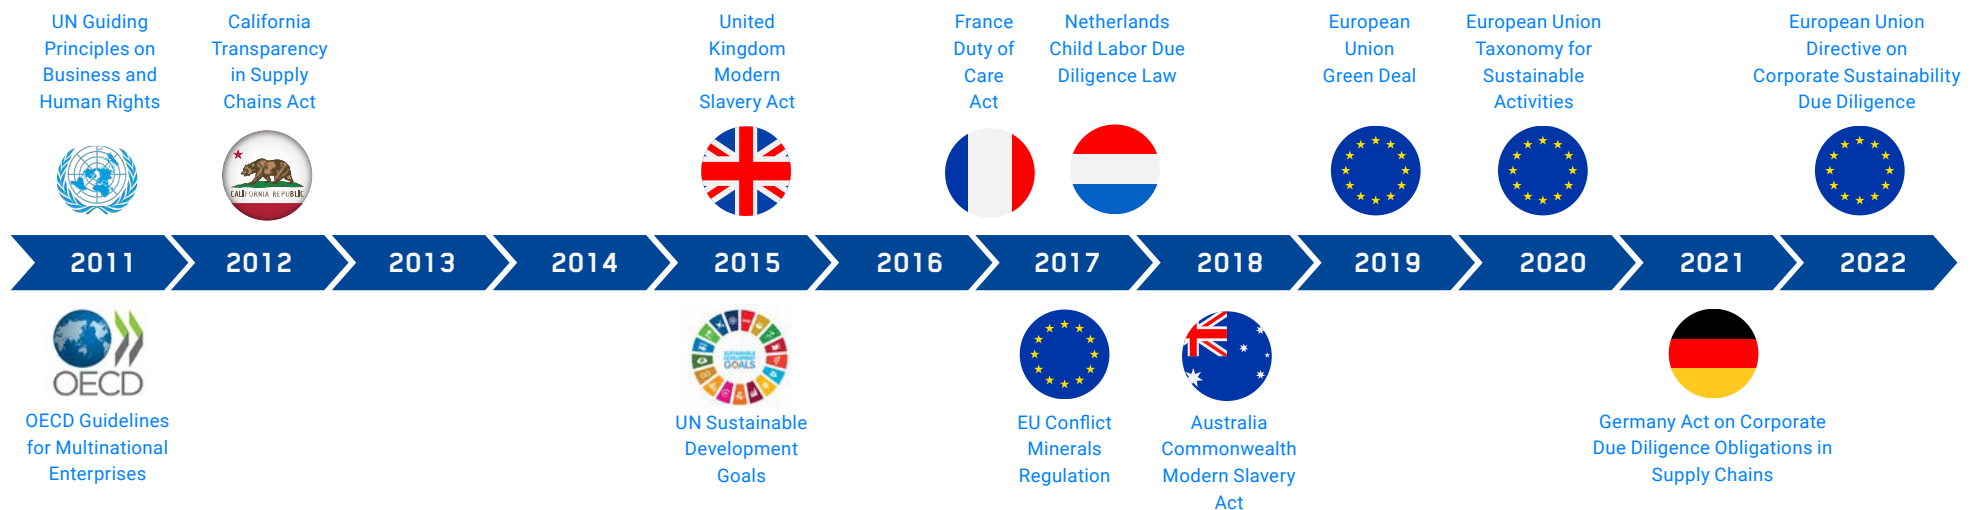 UN Guiding
Principles on
Business and
Human Rights
California
Transparency
in Supply
Chains Act
United
Kingdom
Modern
Slavery Act
France
Duty of
Care
Act
Netherlands
Child Labor Due
Diligence Law
European
Union
Green Deal
European Union
Taxonomy for
Sustainable
Activities
European Union
Directive on
Corporate Sustainability
Due Diligence
CALIFORNIA REPUBLIC
2011
2012
2013
2014
2015
2016
2017
2018
2019
2020
2021
2022
OECD
OECD Guidelines
for Multinational
Enterprises
SUSTAINABLE
DEVELOPMENT
GOALS
UN Sustainable
Development
Goals
EU Conflict
Minerals
Regulation
Australia
Commonwealth
Modern Slavery
Act
Germany Act on Corporate
Due Diligence Obligations in
Supply Chains